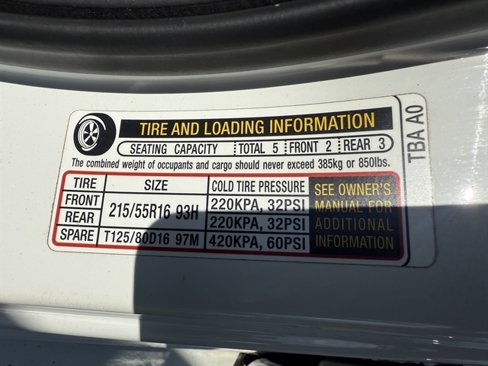 TIRE AND LOADING INFORMATION
SEATING CAPACITY TOTAL 5 FRONT 2 REAR 3
The combined weight of occupants and cargo should never exceed 385kg or 850lbs.
TIRE SIZE COLD TIRE PRESSURE
FRONT 215/55R16 93H 220KPA, 32PSI
REAR 220KPA, 32PSI
SPARE T125/80D16 97M 420KPA, 60PSI
SEE OWNER'S
MANUAL FOR
ADDITIONAL
INFORMATION
TBA A0